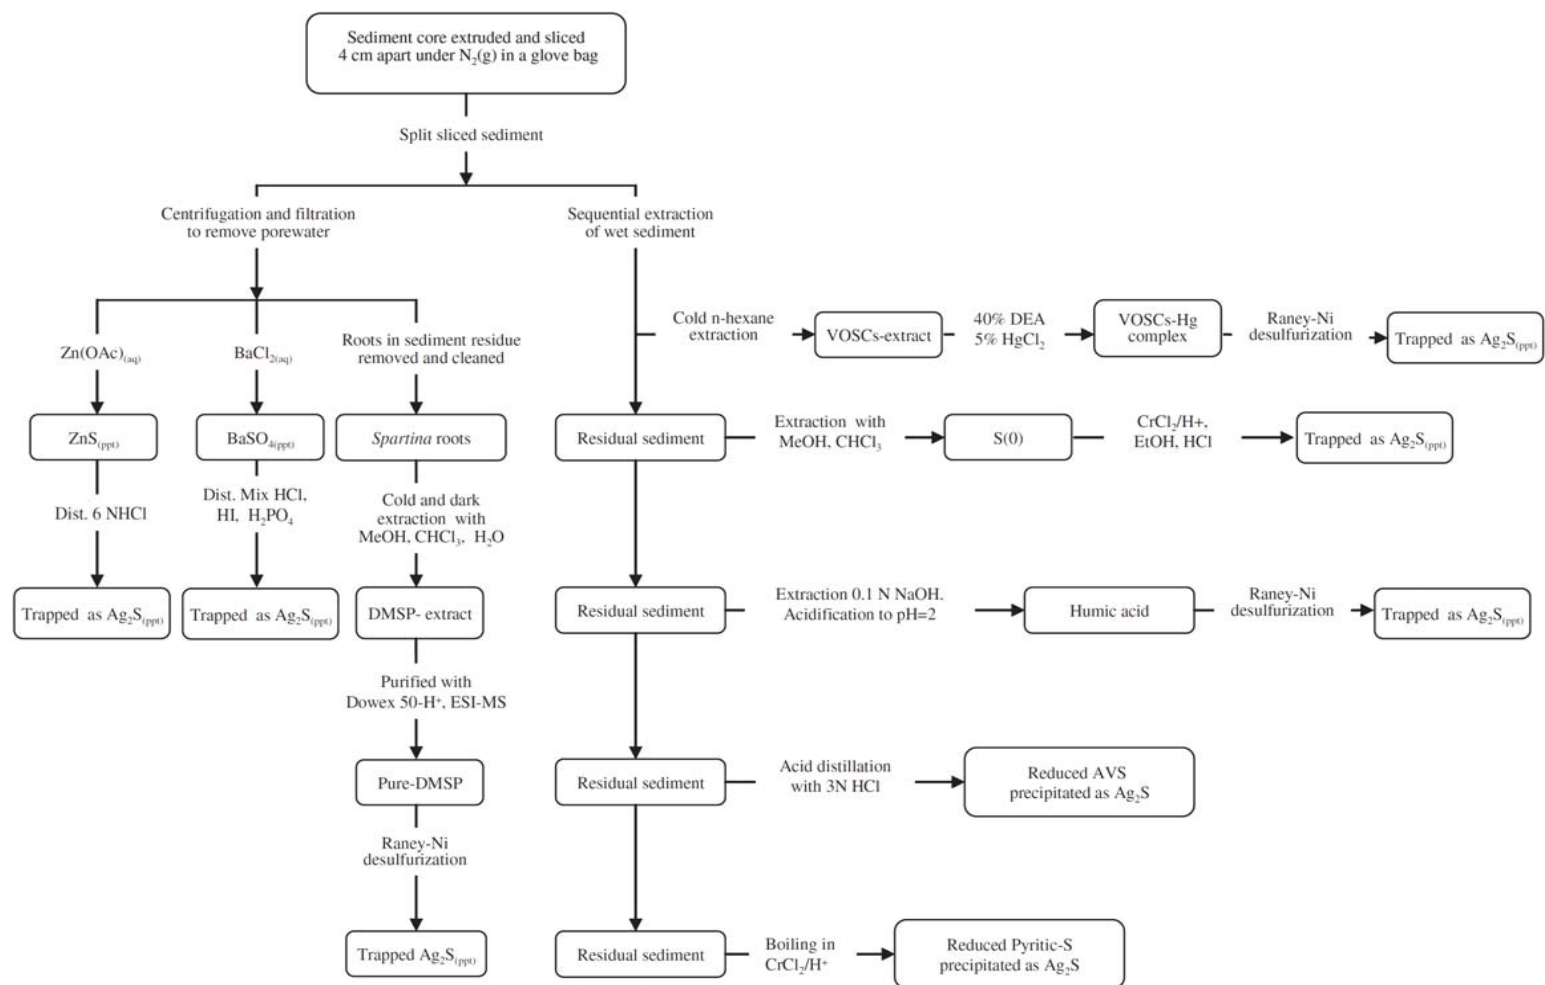 Sediment core extruded and sliced
4 cm apart under N₂(g) in a glove bag
Split sliced sediment
Centrifugation and filtration
to remove porewater
Sequential extraction
of wet sediment
Zn(OAc)(aq)
BaCl₂(aq)
Roots in sediment residue
removed and cleaned
Cold n-hexane
extraction
VOSCs-extract
40% DEA
5% HgCl₂
VOSCs-Hg
complex
Raney-Ni
desulfurization
Trapped as Ag₂S(ppt)
ZnS(ppt)
BaSO₄(ppt)
Spartina roots
Residual sediment
Extraction with
MeOH, CHCl₃
S(0)
CrCl₂/H+,
EtOH, HCl
Trapped as Ag₂S(ppt)
Dist. 6 NHCl
Dist. Mix HCl,
HI, H₂PO₄
Cold and dark
extraction with
MeOH, CHCl₃, H₂O
Trapped as Ag₂S(ppt)
Trapped as Ag₂S(ppt)
DMSP- extract
Residual sediment
Extraction 0.1 N NaOH.
Acidification to pH=2
Humic acid
Raney-Ni
desulfurization
Trapped as Ag₂S(ppt)
Purified with
Dowex 50-H⁺, ESI-MS
Pure-DMSP
Residual sediment
Acid distillation
with 3N HCl
Reduced AVS
precipitated as Ag₂S
Raney-Ni
desulfurization
Trapped Ag₂S(ppt)
Residual sediment
Boiling in
CrCl₂/H⁺
Reduced Pyritic-S
precipitated as Ag₂S